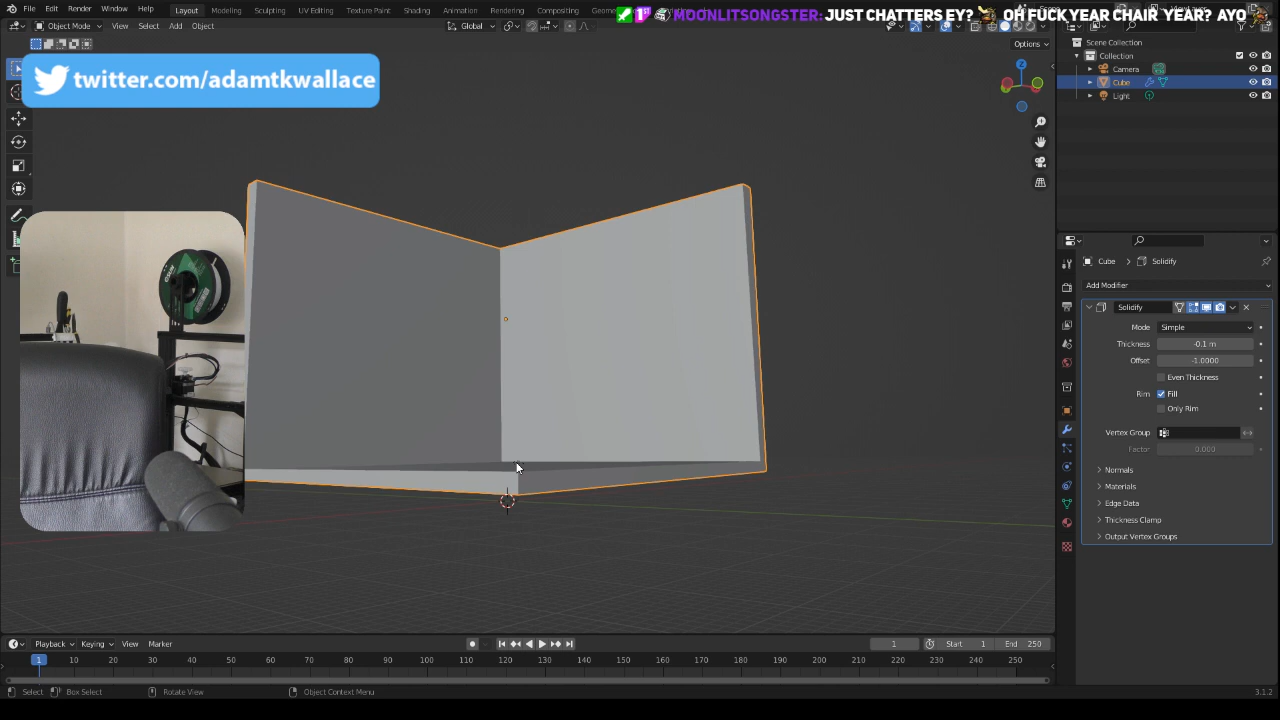 File Edit Render Window Help Layout Modeling Sculpting UV Editing Texture Paint Shading Animation Rendering Compositing
MOONLITSONGSTER: JUST CHATTERS EY? OH FUCK YEAR CHAIR YEAR? AYO
Object Mode View Select Add Object Global
Options
twitter.com/adamtkwallace
Scene Collection
Collection
Camera
Cube
Light
Z
Cube Solidify
Add Modifier
Solidify
Mode Simple
Thickness -0.1 m
Offset -1.0000
Even Thickness
Rim Fill
Only Rim
Vertex Group
Factor 0.000
Normals
Materials
Edge Data
Thickness Clamp
Output Vertex Groups
Playback Keying View Marker 1 Start 1 End 250
1 10 20 30 40 50 60 70 80 90 100 110 120 130 140 150 160 170 180 190 200 210 220 230 240 250
Select Box Select Rotate View Object Context Menu 3.1.2